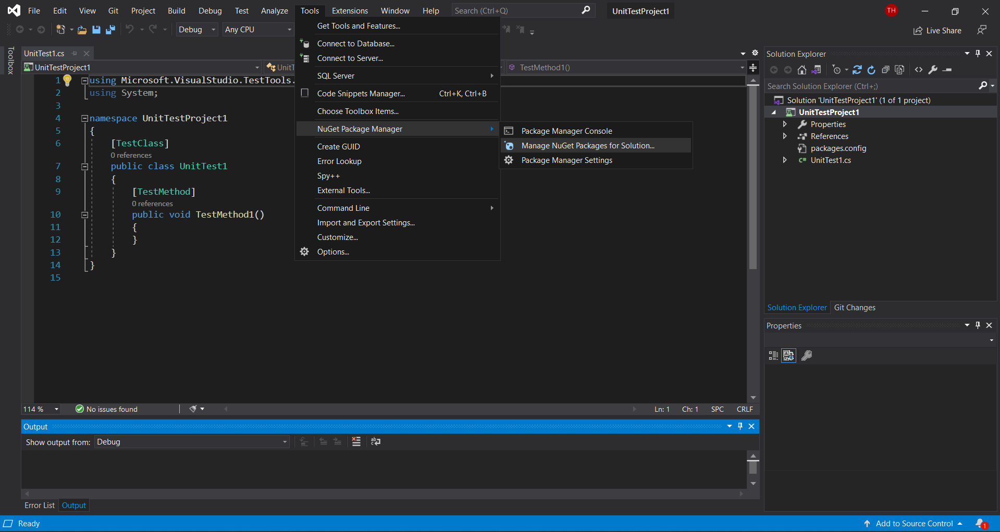 File Edit View Git Project Build Debug Test Analyze Tools Extensions Window Help Search (Ctrl+Q) UnitTestProject1 TH
Debug Any CPU Live Share
Get Tools and Features...
Connect to Database...
Connect to Server...
SQL Server
Code Snippets Manager... Ctrl+K, Ctrl+B
Choose Toolbox Items...
NuGet Package Manager
Create GUID
Error Lookup
Spy++
External Tools...
Command Line
Import and Export Settings...
Customize...
Options...
Package Manager Console
Manage NuGet Packages for Solution...
Package Manager Settings
Toolbox
UnitTest1.cs
UnitTestProject1 UnitT TestMethod1()
1 using Microsoft.VisualStudio.TestTools.
2 using System;
3
4 namespace UnitTestProject1
5 {
6 [TestClass]
0 references
7 public class UnitTest1
8 {
9 [TestMethod]
0 references
10 public void TestMethod1()
11 {
12 }
13 }
14 }
15
114 % No issues found Ln: 1 Ch: 1 SPC CRLF
Output
Show output from: Debug
Error List Output
Solution Explorer
Search Solution Explorer (Ctrl+;)
Solution 'UnitTestProject1' (1 of 1 project)
UnitTestProject1
Properties
References
packages.config
C# UnitTest1.cs
Solution Explorer Git Changes
Properties
Ready Add to Source Control 1